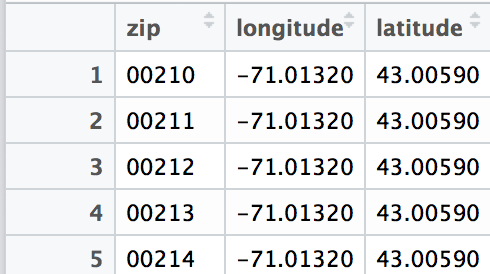 zip longitude latitude
1 00210 -71.01320 43.00590
2 00211 -71.01320 43.00590
3 00212 -71.01320 43.00590
4 00213 -71.01320 43.00590
5 00214 -71.01320 43.00590